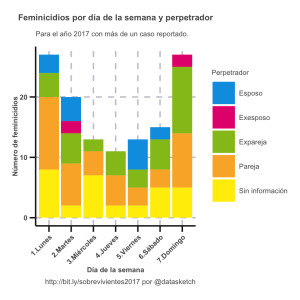 Feminicidios por día de la semana y perpetrador
Para el año 2017 con más de un caso reportado.
Número de feminicidios
20
10
0
1.Lunes
2.Martes
3.Miércoles
4.Jueves
5.Viernes
6.Sábado
7.Domingo
Día de la semana
Perpetrador
Esposo
Exesposo
Expareja
Pareja
Sin información
http://bit.ly/sobrevivientes2017 por @datasketch